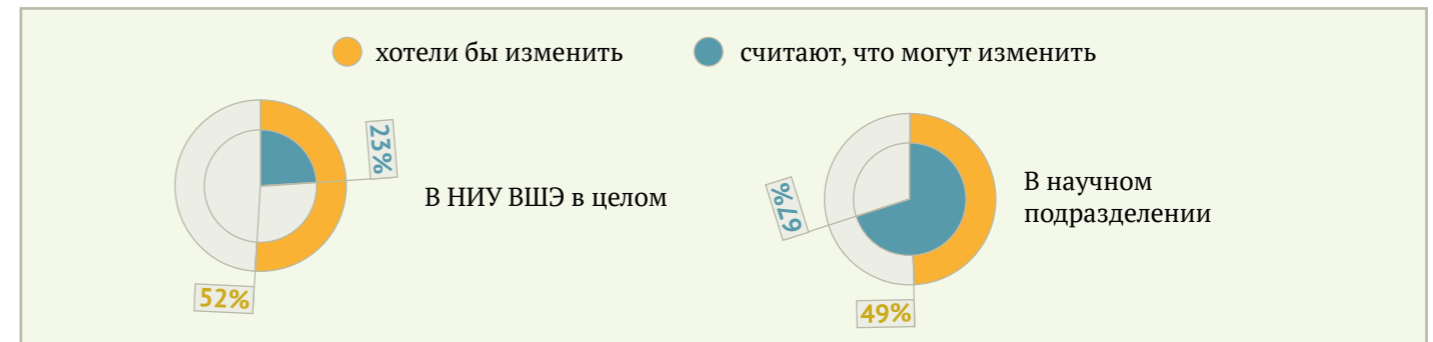 хотели бы изменить
считают, что могут изменить
23%
В НИУ ВШЭ в целом
52%
67%
В научном
подразделении
49%